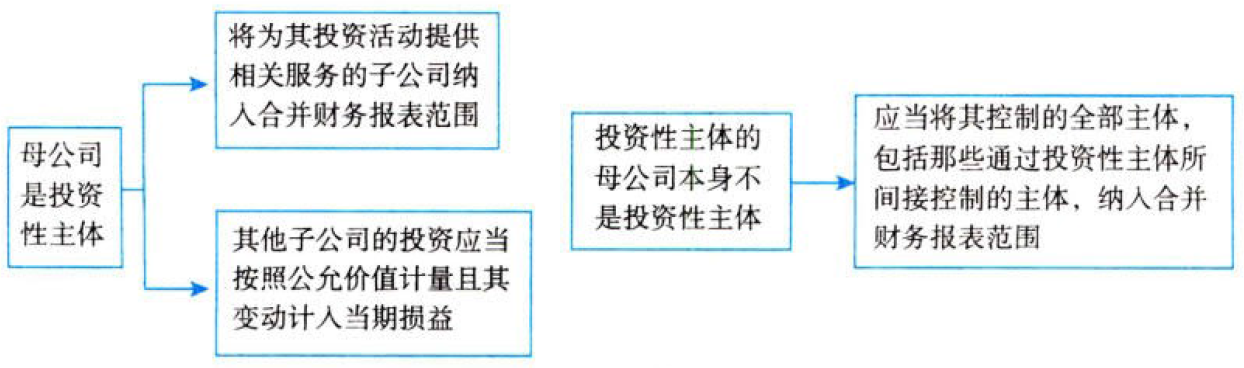 母公司
是投资
性主体
将为其投资活动提供
相关服务的子公司纳
入合并财务报表范围
其他子公司的投资应当
按照公允价值计量且其
变动计入当期损益
投资性主体的
母公司本身不
是投资性主体
应当将其控制的全部主体，
包括那些通过投资性主体所
间接控制的主体，纳入合并
财务报表范围